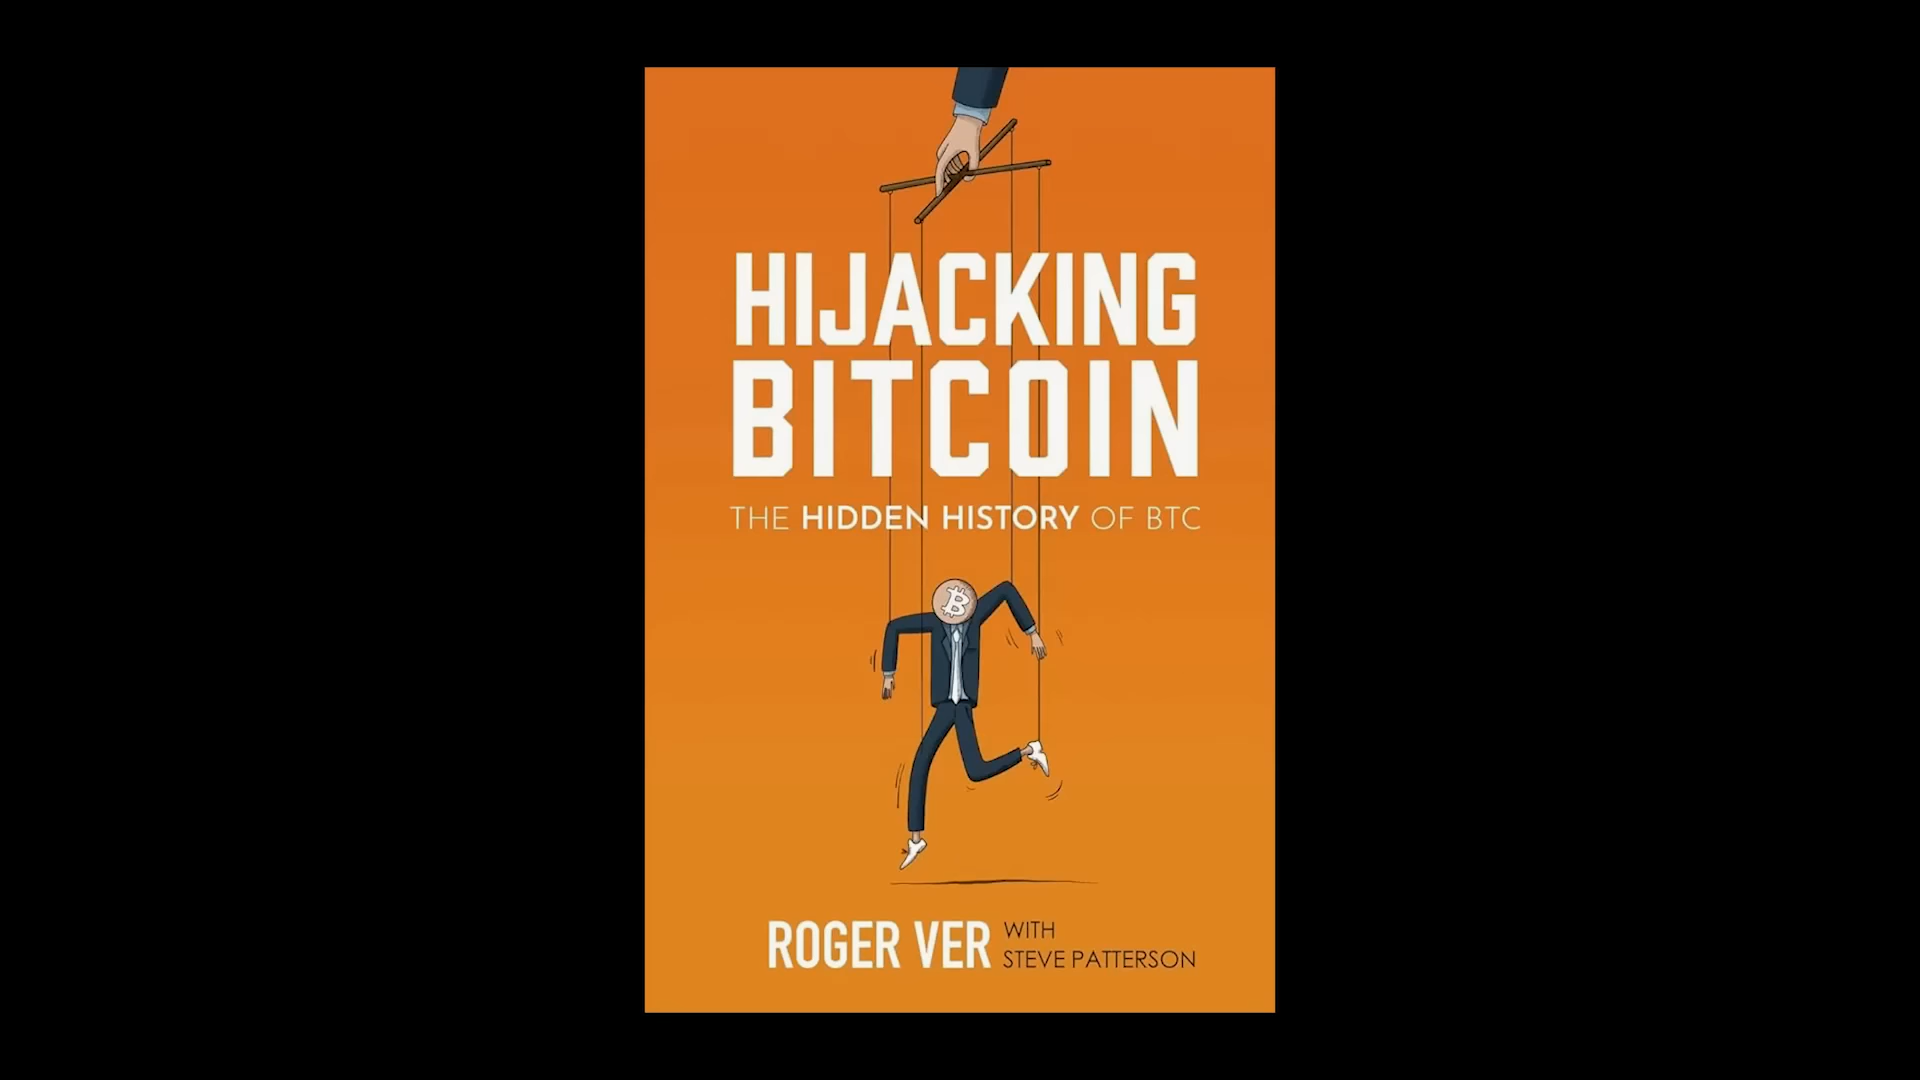 HIJACKING
BITCOIN
THE HIDDEN HISTORY OF BTC
ROGER VER
WITH
STEVE PATTERSON